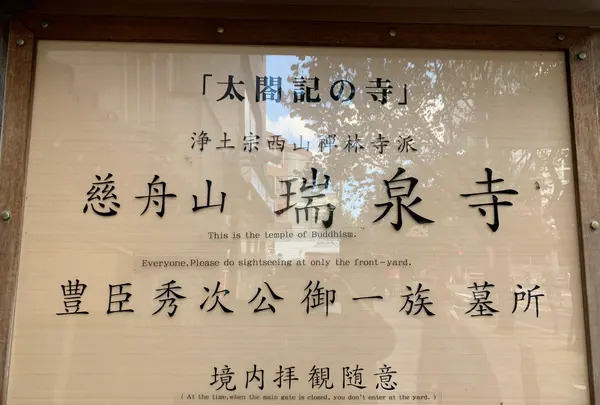 「太閤記の寺」
浄土宗西山禅林寺派
慈舟山 瑞泉寺
This is the temple of Buddhism.
Everyone,Please do sightseeing at only the front-yard.
豊臣秀次公御一族 墓所
境内拝観随意
( At the time,when the main gate is closed, you don't enter at the yard. )